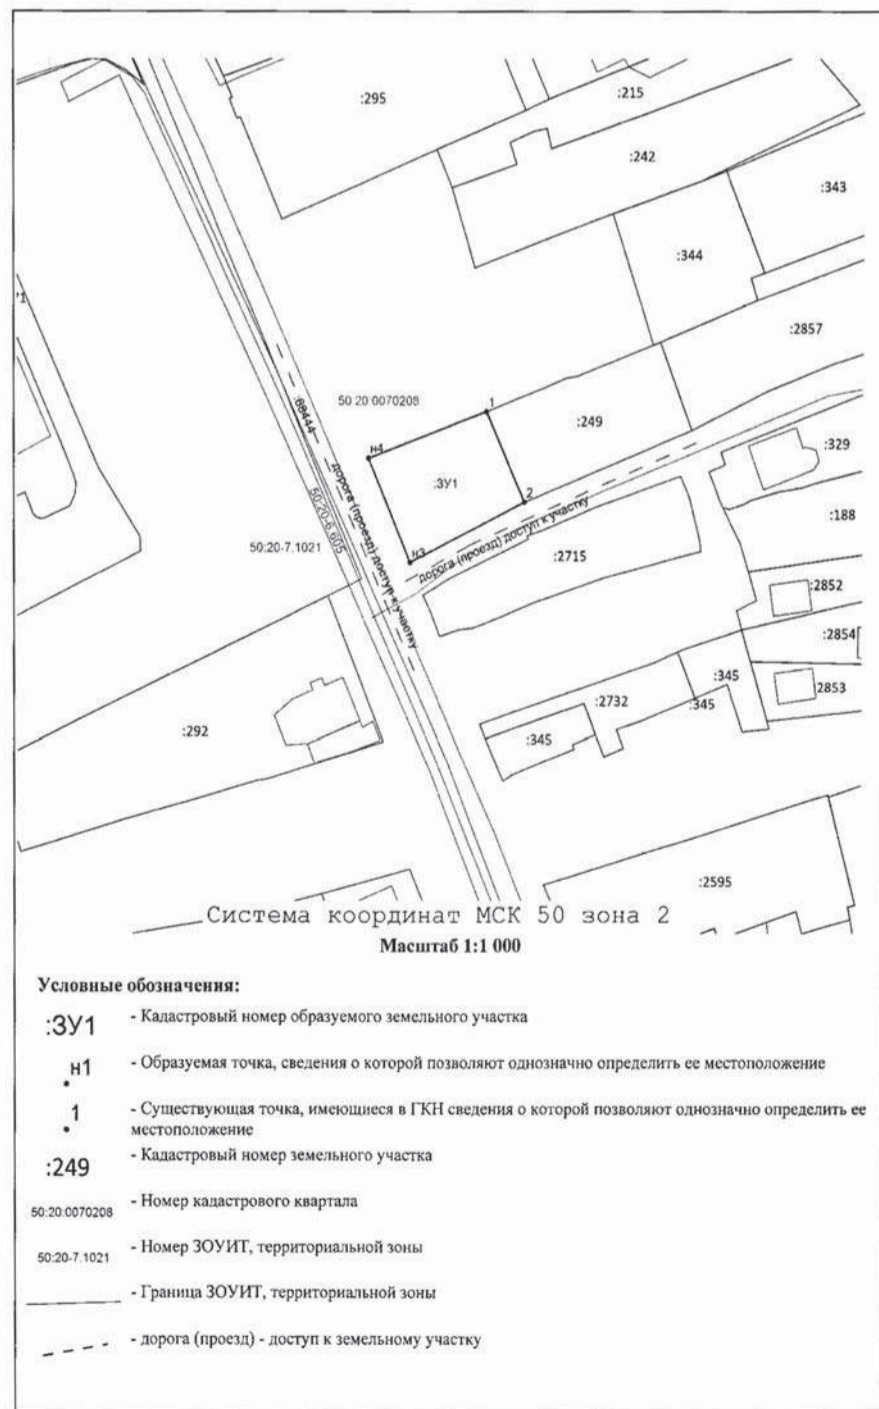 :295
:215
:242
:343
:344
:2857
50:20:0070208
1
:249
:68444
н4
:329
:ЗУ1
2
:188
50:20-6.605
дорога (проезд) доступ к участку
50:20-7.1021
н3
дорога (проезд) доступ к участку
:2715
:2852
:2854
:345
2853
:2732
:345
:292
:345
:2595
Система координат МСК 50 зона 2
Масштаб 1:1 000
Условные обозначения:
:ЗУ1 - Кадастровый номер образуемого земельного участка
н1 - Образуемая точка, сведения о которой позволяют однозначно определить ее местоположение
1 - Существующая точка, имеющиеся в ГКН сведения о которой позволяют однозначно определить ее
местоположение
:249 - Кадастровый номер земельного участка
50:20:0070208 - Номер кадастрового квартала
50:20-7.1021 - Номер ЗОУИТ, территориальной зоны
- Граница ЗОУИТ, территориальной зоны
- дорога (проезд) - доступ к земельному участку